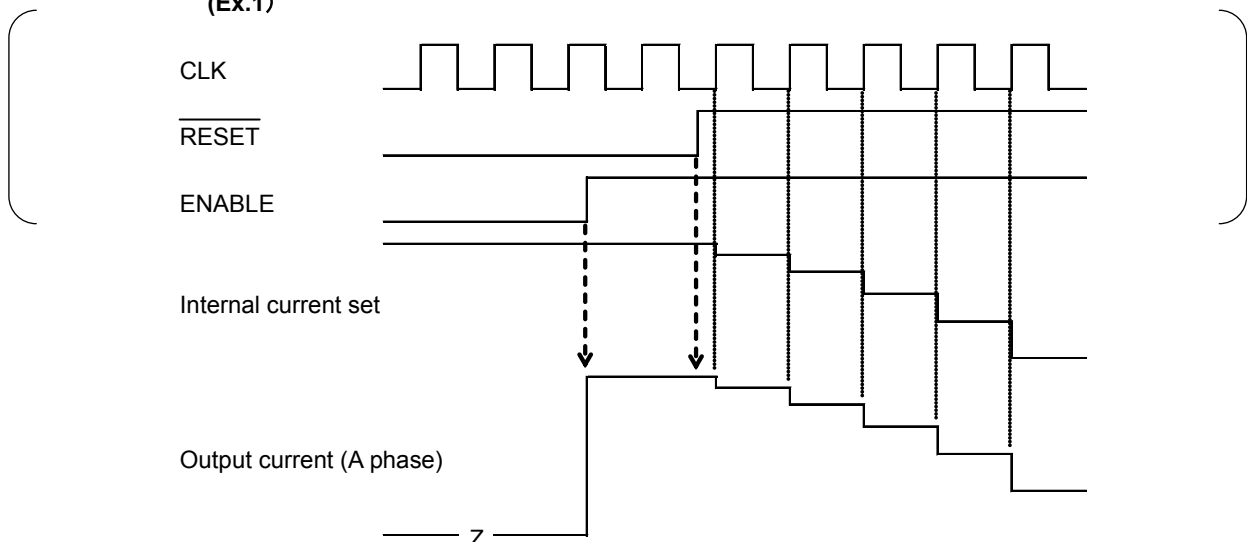 (Ex.1)
CLK
RESET
ENABLE
Internal current set
Output current (A phase)
Z